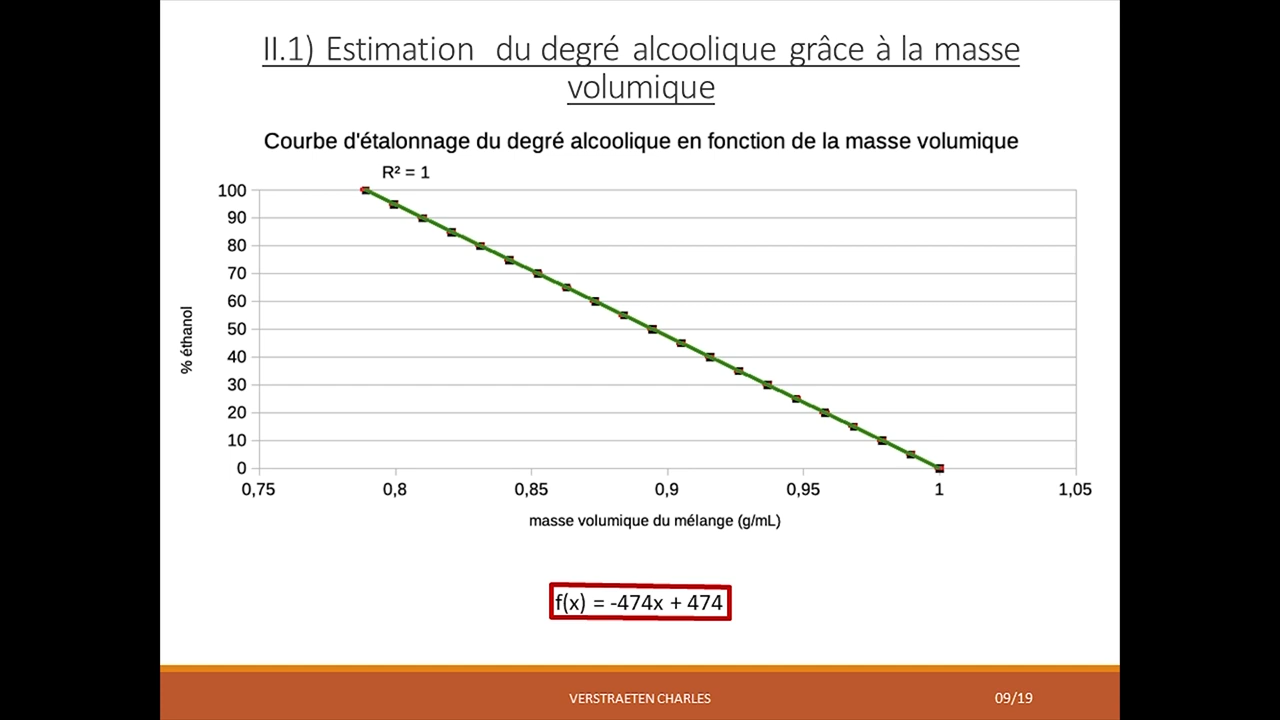 II.1) Estimation du degré alcoolique grâce à la masse
volumique
Courbe d'étalonnage du degré alcoolique en fonction de la masse volumique
R² = 1
100
90
80
70
60
50
40
30
20
10
0
% éthanol
0,75 0,8 0,85 0,9 0,95 1 1,05
masse volumique du mélange (g/mL)
f(x) = -474x + 474
VERSTRAETEN CHARLES
09/19